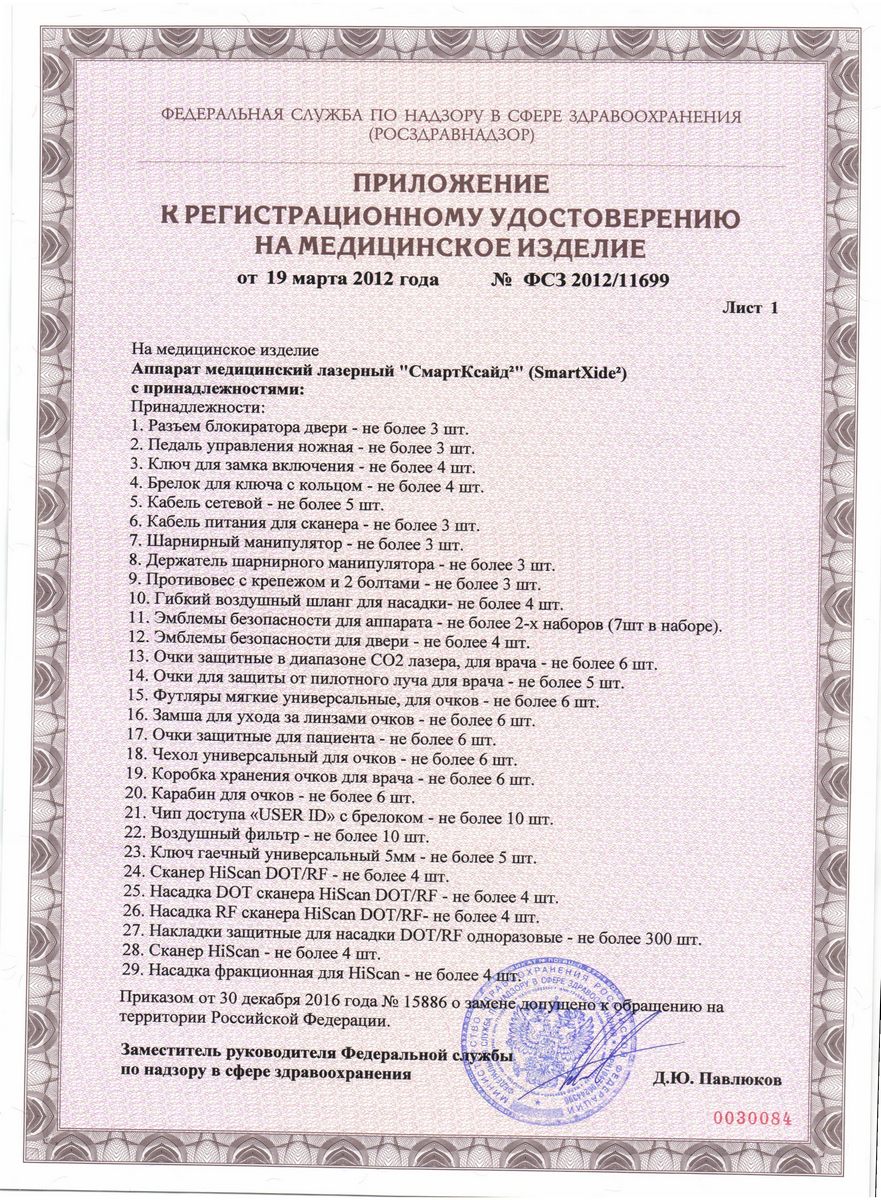 ФЕДЕРАЛЬНАЯ СЛУЖБА ПО НАДЗОРУ В СФЕРЕ ЗДРАВООХРАНЕНИЯ
(РОСЗДРАВНАДЗОР)
ПРИЛОЖЕНИЕ
К РЕГИСТРАЦИОННОМУ УДОСТОВЕРЕНИЮ
НА МЕДИЦИНСКОЕ ИЗДЕЛИЕ
от 19 марта 2012 года № ФСЗ 2012/11699
Лист 1
На медицинское изделие
Аппарат медицинский лазерный "СмартКсайд²" (SmartXide²)
с принадлежностями:
Принадлежности:
1. Разъем блокиратора двери - не более 3 шт.
2. Педаль управления ножная - не более 3 шт.
3. Ключ для замка включения - не более 4 шт.
4. Брелок для ключа с кольцом - не более 4 шт.
5. Кабель сетевой - не более 5 шт.
6. Кабель питания для сканера - не более 3 шт.
7. Шарнирный манипулятор - не более 3 шт.
8. Держатель шарнирного манипулятора - не более 3 шт.
9. Противовес с крепежом и 2 болтами - не более 3 шт.
10. Гибкий воздушный шланг для насадки- не более 4 шт.
11. Эмблемы безопасности для аппарата - не более 2-х наборов (7шт в наборе).
12. Эмблемы безопасности для двери - не более 4 шт.
13. Очки защитные в диапазоне СО2 лазера, для врача - не более 6 шт.
14. Очки для защиты от пилотного луча для врача - не более 5 шт.
15. Футляры мягкие универсальные, для очков - не более 6 шт.
16. Замша для ухода за линзами очков - не более 6 шт.
17. Очки защитные для пациента - не более 6 шт.
18. Чехол универсальный для очков - не более 6 шт.
19. Коробка хранения очков для врача - не более 6 шт.
20. Карабин для очков - не более 6 шт.
21. Чип доступа «USER ID» с брелоком - не более 10 шт.
22. Воздушный фильтр - не более 10 шт.
23. Ключ гаечный универсальный 5мм - не более 5 шт.
24. Сканер HiScan DOT/RF - не более 4 шт.
25. Насадка DOT сканера HiScan DOT/RF - не более 4 шт.
26. Насадка RF сканера HiScan DOT/RF- не более 4 шт.
27. Накладки защитные для насадки DOT/RF одноразовые - не более 300 шт.
28. Сканер HiScan - не более 4 шт.
29. Насадка фракционная для HiScan - не более 4 шт.
Приказом от 30 декабря 2016 года № 15886 о замене допущено к обращению на
территории Российской Федерации.
Заместитель руководителя Федеральной службы
по надзору в сфере здравоохранения
Д.Ю. Павлюков
0030084
МИНИСТЕРСТВО ЗДРАВООХРАНЕНИЯ РОССИЙСКОЙ ФЕДЕРАЦИИ